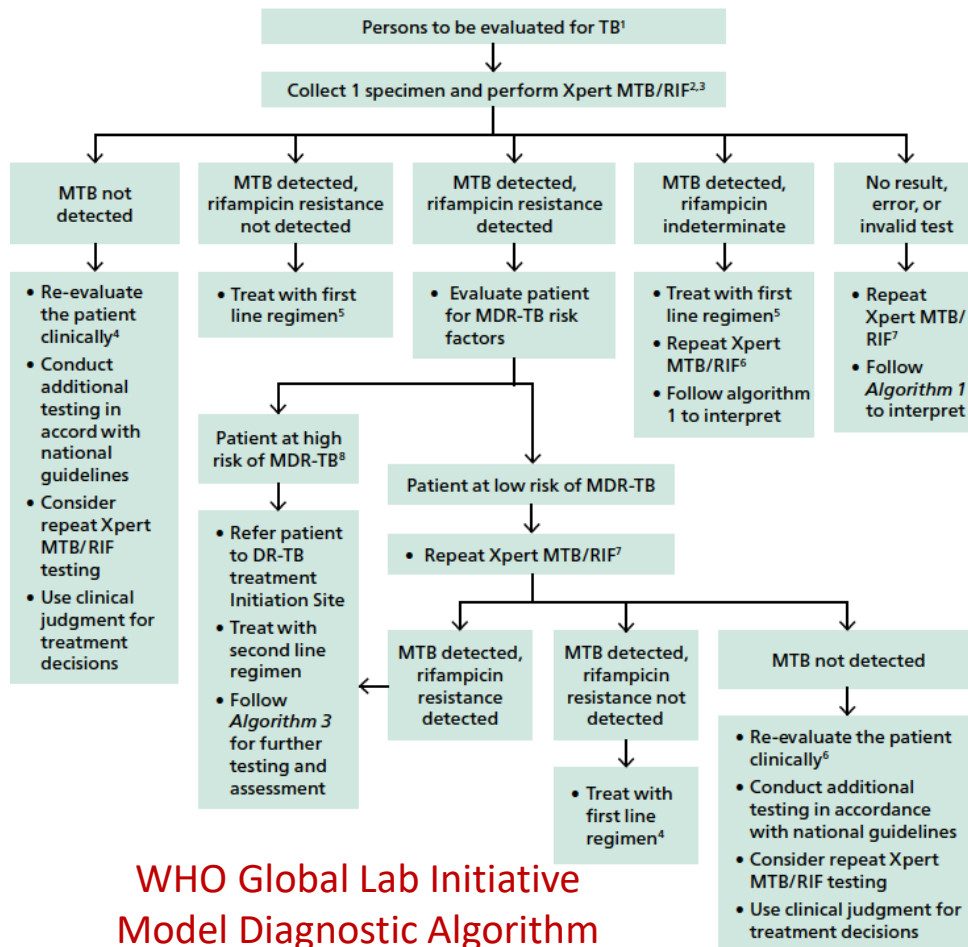 Persons to be evaluated for TB¹
Collect 1 specimen and perform Xpert MTB/RIF²,³
MTB not
detected
MTB detected,
rifampicin resistance
not detected
MTB detected,
rifampicin resistance
detected
MTB detected,
rifampicin
indeterminate
No result,
error, or
invalid test
• Re-evaluate
the patient
clinically⁴
• Conduct
additional
testing in
accord with
national
guidelines
• Consider
repeat Xpert
MTB/RIF
testing
• Use clinical
judgment for
treatment
decisions
• Treat with first
line regimen⁵
• Evaluate patient
for MDR-TB risk
factors
• Treat with first
line regimen⁵
• Repeat Xpert
MTB/RIF⁶
• Follow algorithm
1 to interpret
• Repeat
Xpert MTB/
RIF⁷
• Follow
Algorithm 1
to interpret
Patient at high
risk of MDR-TB⁸
Patient at low risk of MDR-TB
• Refer patient
to DR-TB
treatment
Initiation Site
• Treat with
second line
regimen
• Follow
Algorithm 3
for further
testing and
assessment
• Repeat Xpert MTB/RIF⁷
MTB detected,
rifampicin
resistance
detected
MTB detected,
rifampicin
resistance not
detected
MTB not detected
• Treat with
first line
regimen⁴
• Re-evaluate the patient
clinically⁶
• Conduct additional
testing in accordance
with national guidelines
• Consider repeat Xpert
MTB/RIF testing
• Use clinical judgment for
treatment decisions
WHO Global Lab Initiative
Model Diagnostic Algorithm